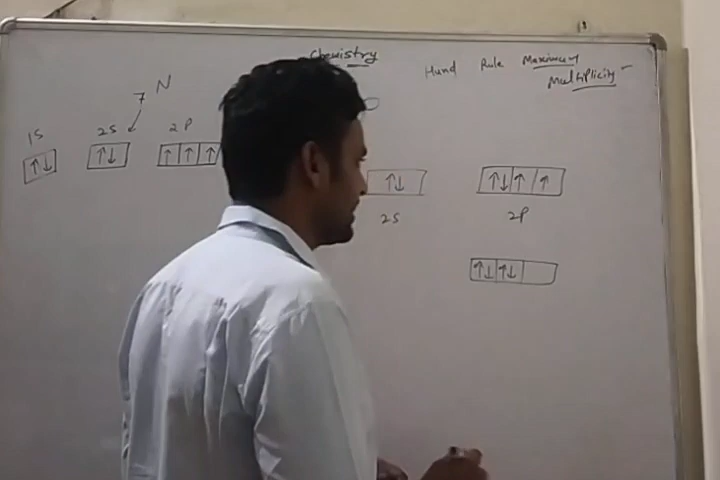 Chemistry
Hund Rule Maximum
Multiplicity
7 N
1S 2S 2P
↑↓ ↑↓ ↑ ↑ ↑
↑↓ ↑↓ ↑ ↑
2S 2P
↑↓ ↑↓